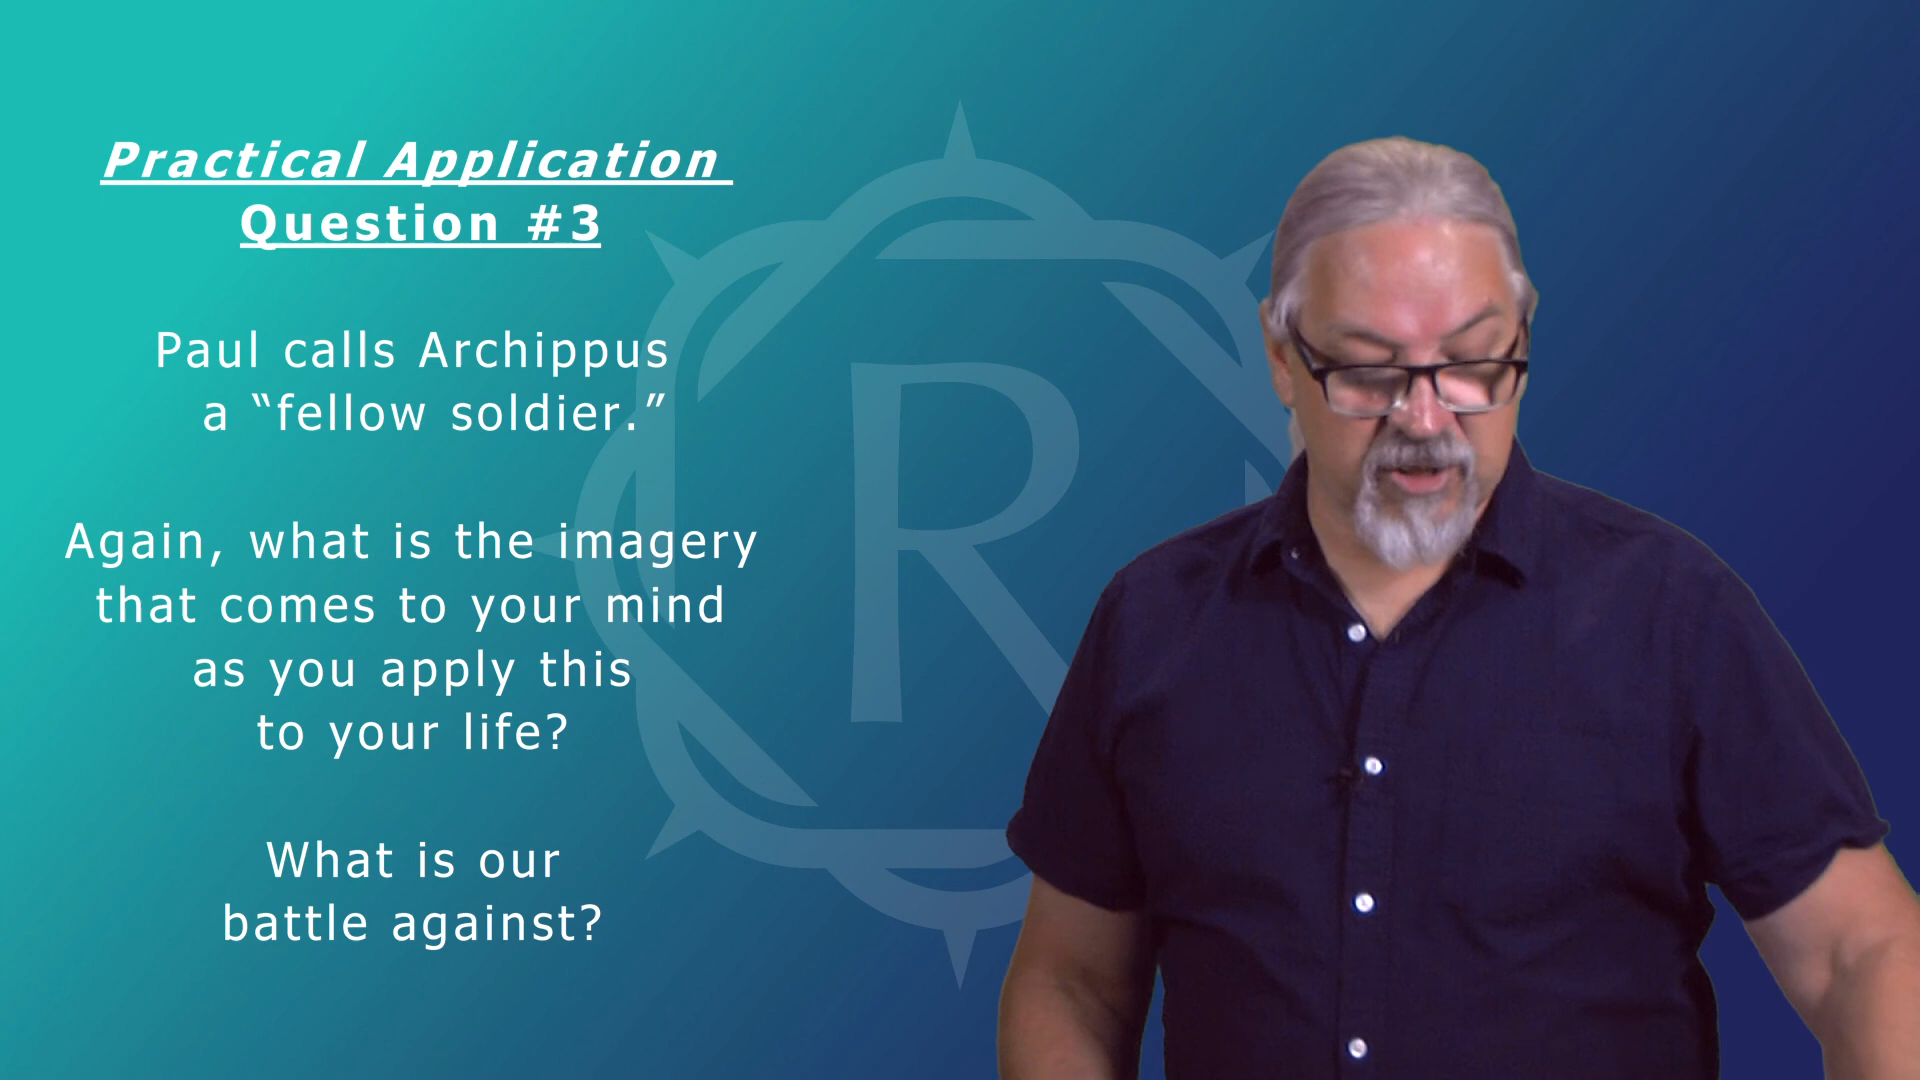 Practical Application
Question #3
Paul calls Archippus
a “fellow soldier.”
Again, what is the imagery
that comes to your mind
as you apply this
to your life?
What is our
battle against?
R